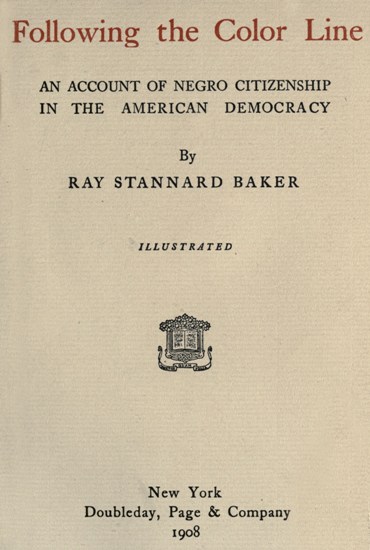 Following the Color Line
AN ACCOUNT OF NEGRO CITIZENSHIP
IN THE AMERICAN DEMOCRACY
By
RAY STANNARD BAKER
ILLUSTRATED
New York
Doubleday, Page & Company
1908